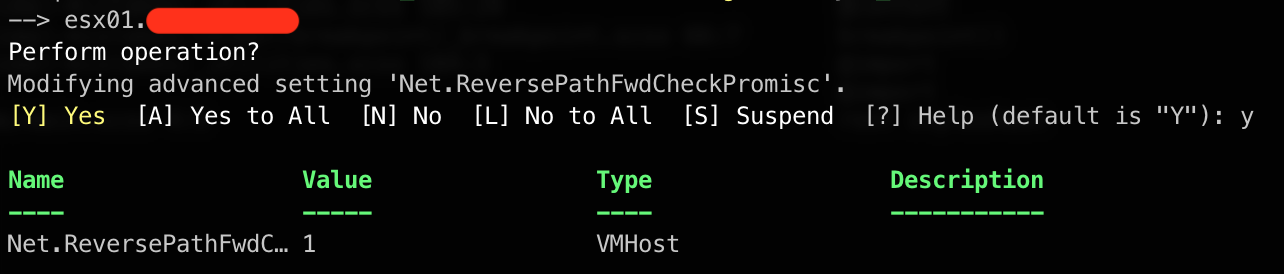 --> esx01.
Perform operation?
Modifying advanced setting 'Net.ReversePathFwdCheckPromisc'.
[Y] Yes  [A] Yes to All  [N] No  [L] No to All  [S] Suspend  [?] Help (default is "Y"): y
Name Value Type Description
---- ----- ---- -----------
Net.ReversePathFwdC… 1 VMHost